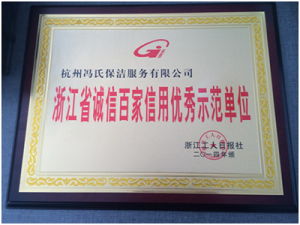 杭州冯氏保洁服务有限公司
浙江省诚信百家信用优秀示范单位
浙江工人日报社
二〇一四年颁